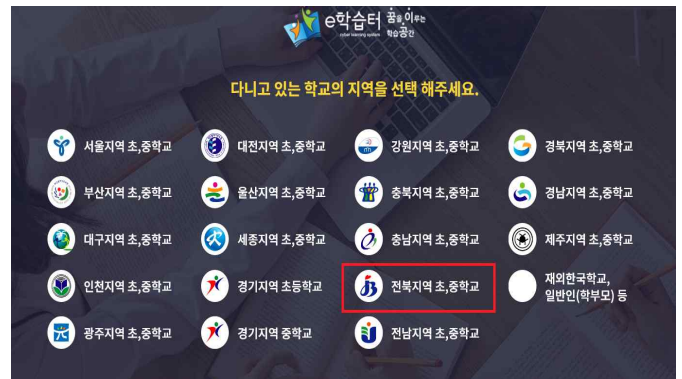 e학습터 꿈을 이루는
cyber learning system 학습공간
다니고 있는 학교의 지역을 선택 해주세요.
서울지역 초,중학교
대전지역 초,중학교
강원지역 초,중학교
경북지역 초,중학교
부산지역 초,중학교
울산지역 초,중학교
충북지역 초,중학교
경남지역 초,중학교
대구지역 초,중학교
세종지역 초,중학교
충남지역 초,중학교
제주지역 초,중학교
인천지역 초,중학교
경기지역 초등학교
전북지역 초,중학교
재외한국학교,
일반인(학부모) 등
광주지역 초,중학교
경기지역 중학교
전남지역 초,중학교